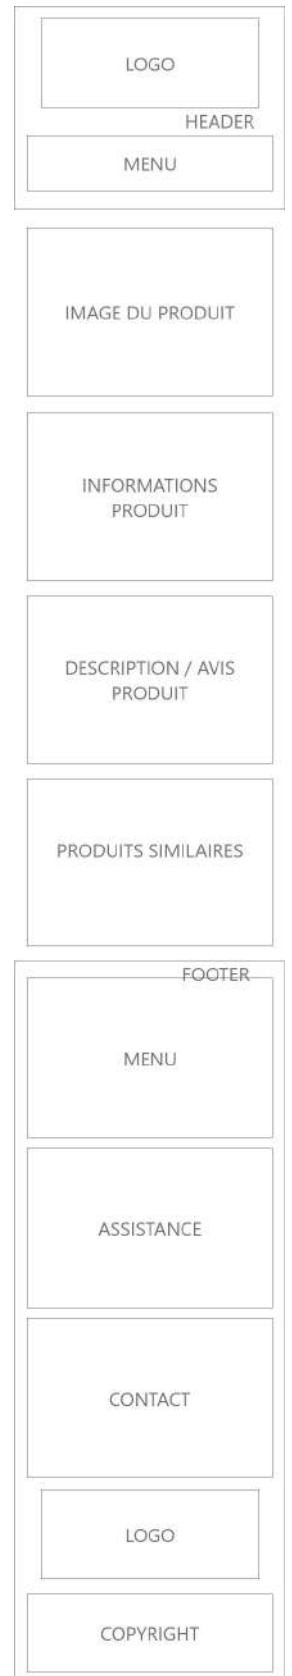 LOGO
HEADER
MENU
IMAGE DU PRODUIT
INFORMATIONS
PRODUIT
DESCRIPTION / AVIS
PRODUIT
PRODUITS SIMILAIRES
FOOTER
MENU
ASSISTANCE
CONTACT
LOGO
COPYRIGHT